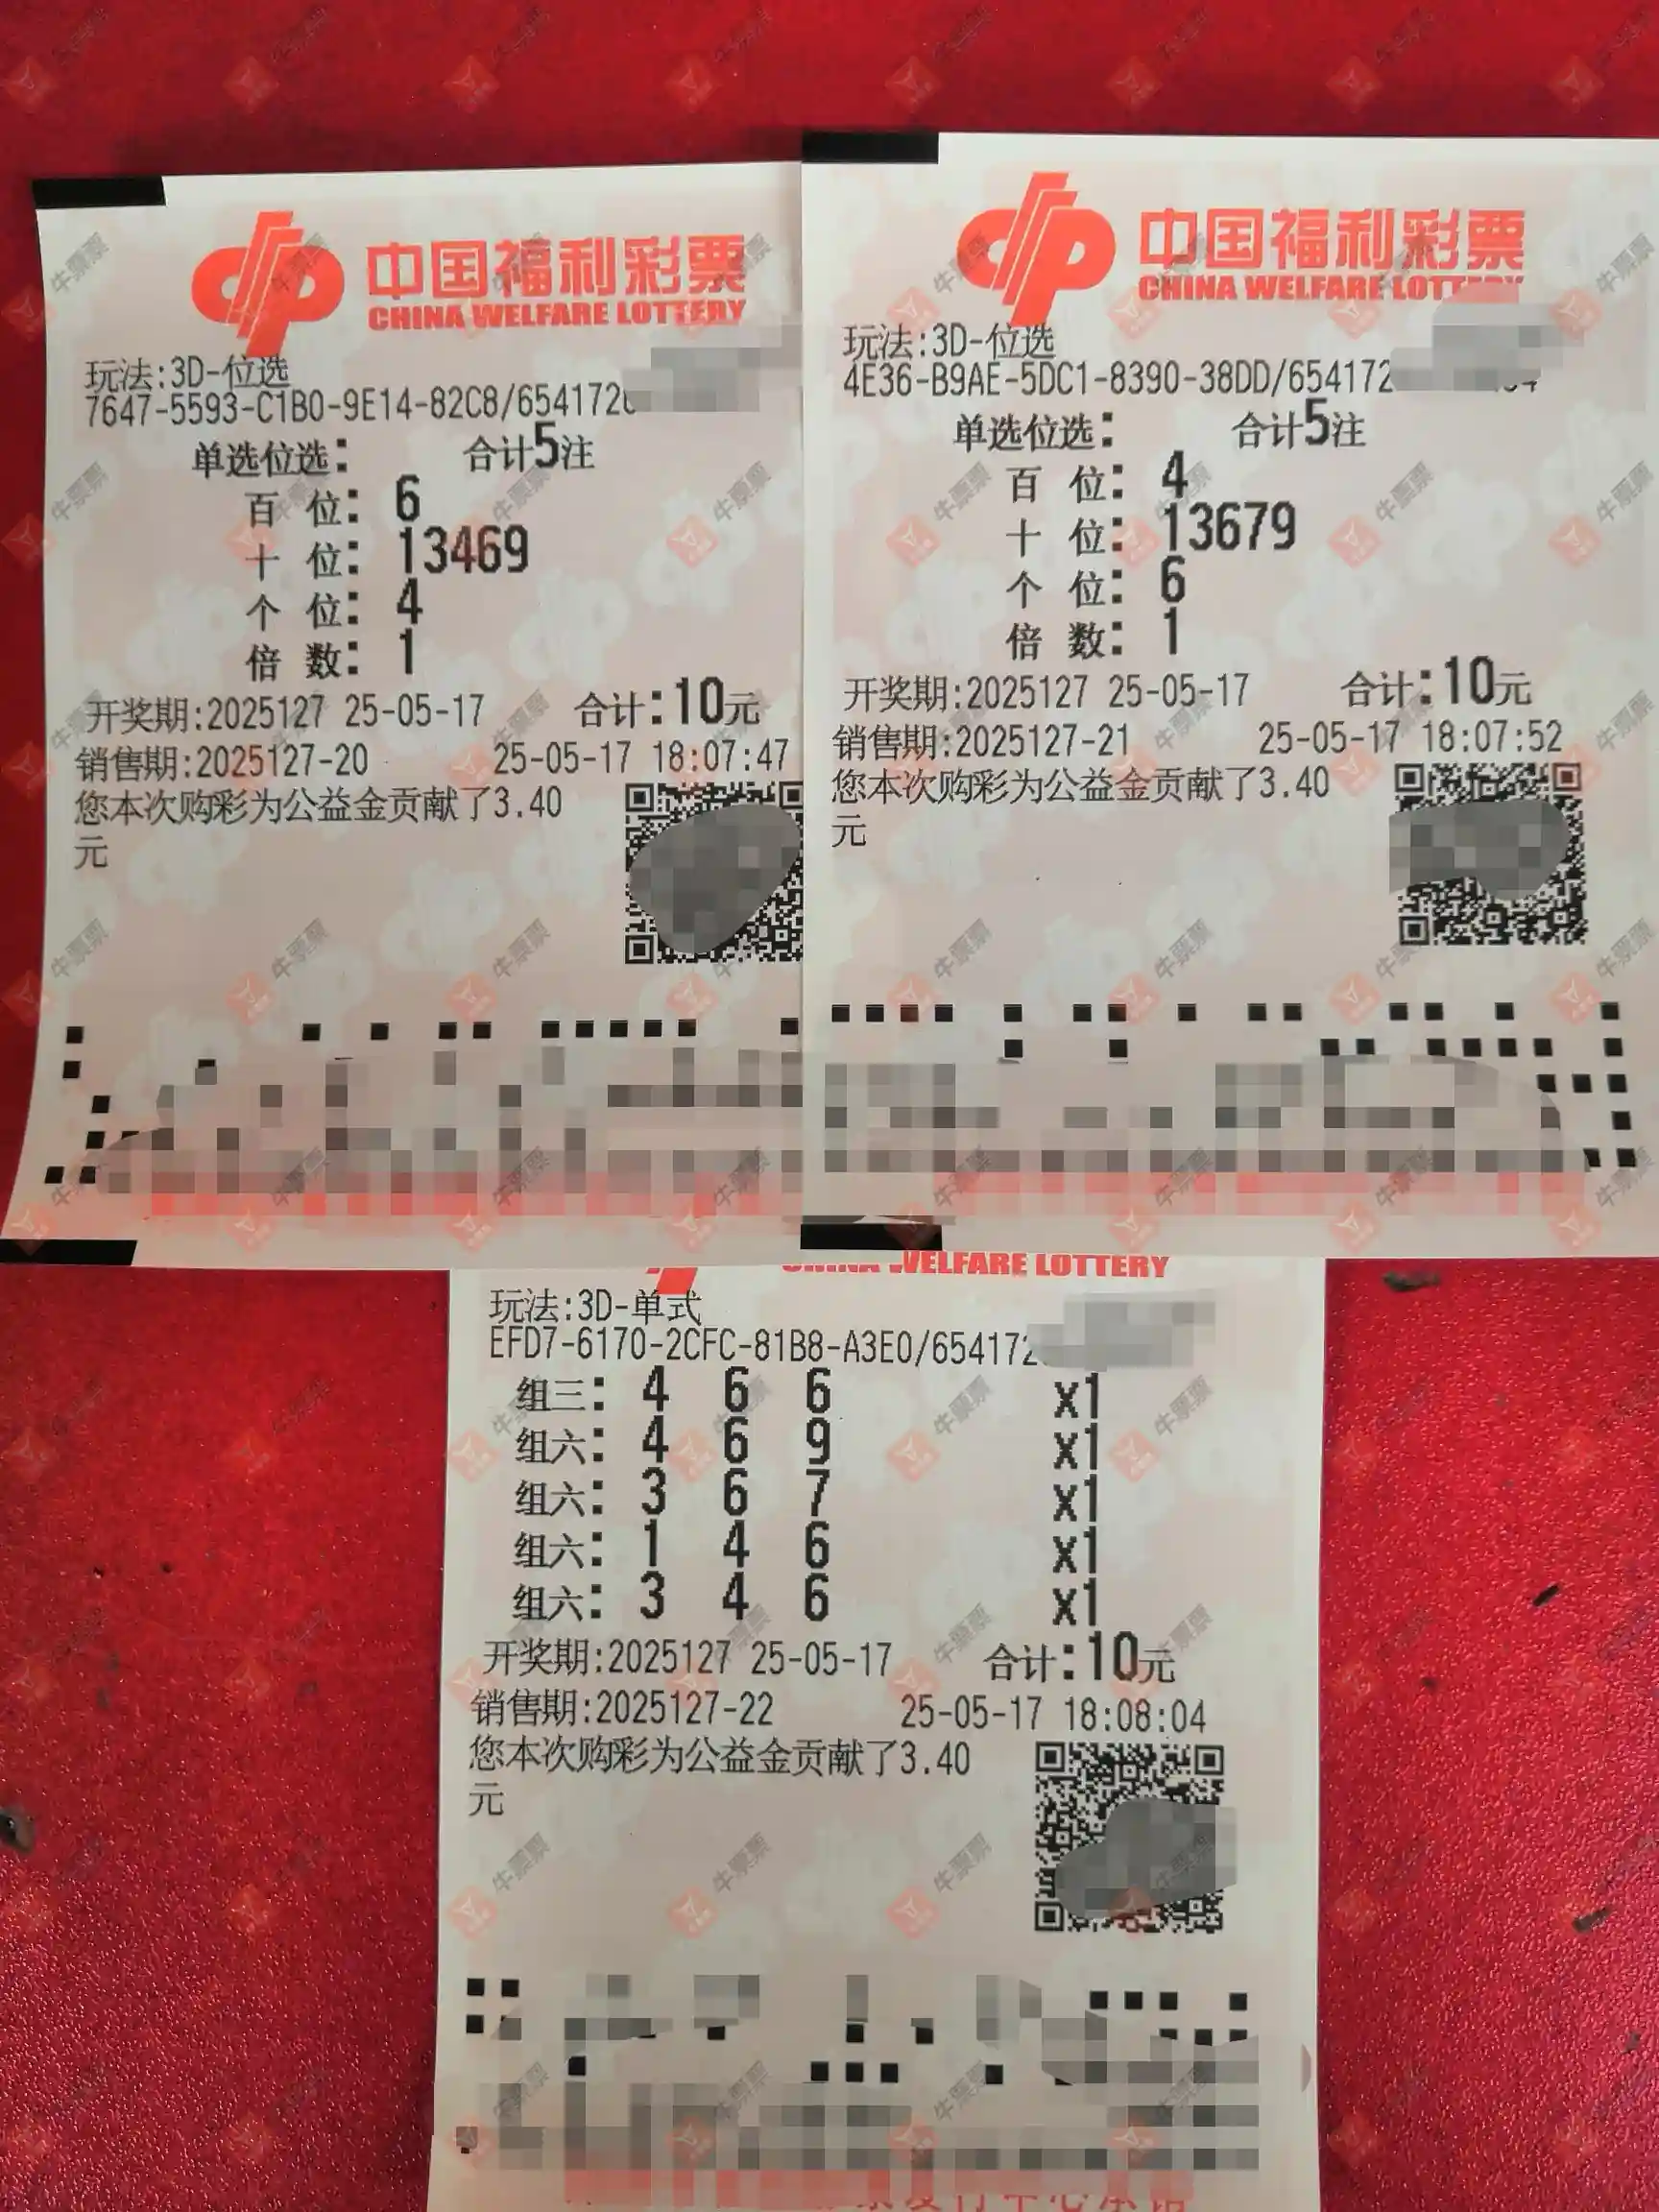 中国福利彩票
CHINA WELFARE LOTTERY
玩法:3D-位选
7647-5593-C1B0-9E14-82C8/654172
单选位选: 合计5注
百 位: 6
十 位: 13469
个 位: 4
倍 数: 1
开奖期:2025127 25-05-17 合计:10元
销售期:2025127-20 25-05-17 18:07:47
您本次购彩为公益金贡献了3.40
元
中国福利彩票
CHINA WELFARE LOTTERY
玩法:3D-位选
4E36-B9AE-5DC1-8390-38DD/654172
单选位选: 合计5注
百 位: 4
十 位: 13679
个 位: 6
倍 数: 1
开奖期:2025127 25-05-17 合计:10元
销售期:2025127-21 25-05-17 18:07:52
您本次购彩为公益金贡献了3.40
元
CHINA WELFARE LOTTERY
玩法:3D-单式
EFD7-6170-2CFC-81B8-A3E0/654172
组三: 4 6 6 x1
组六: 4 6 9 x1
组六: 3 6 7 x1
组六: 1 4 6 x1
组六: 3 4 6 x1
开奖期:2025127 25-05-17 合计:10元
销售期:2025127-22 25-05-17 18:08:04
您本次购彩为公益金贡献了3.40
元
牛票票